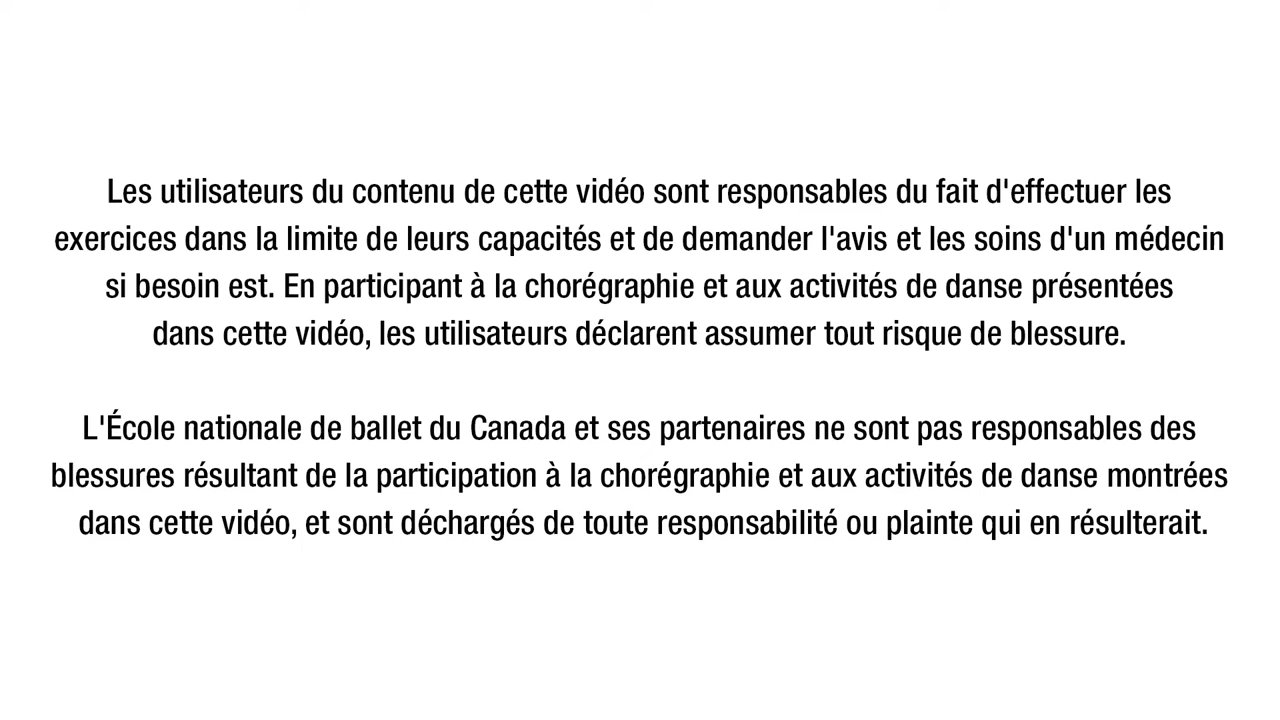 Les utilisateurs du contenu de cette vidéo sont responsables du fait d'effectuer les
exercices dans la limite de leurs capacités et de demander l'avis et les soins d'un médecin
si besoin est. En participant à la chorégraphie et aux activités de danse présentées
dans cette vidéo, les utilisateurs déclarent assumer tout risque de blessure.
L'École nationale de ballet du Canada et ses partenaires ne sont pas responsables des
blessures résultant de la participation à la chorégraphie et aux activités de danse montrées
dans cette vidéo, et sont déchargés de toute responsabilité ou plainte qui en résulterait.